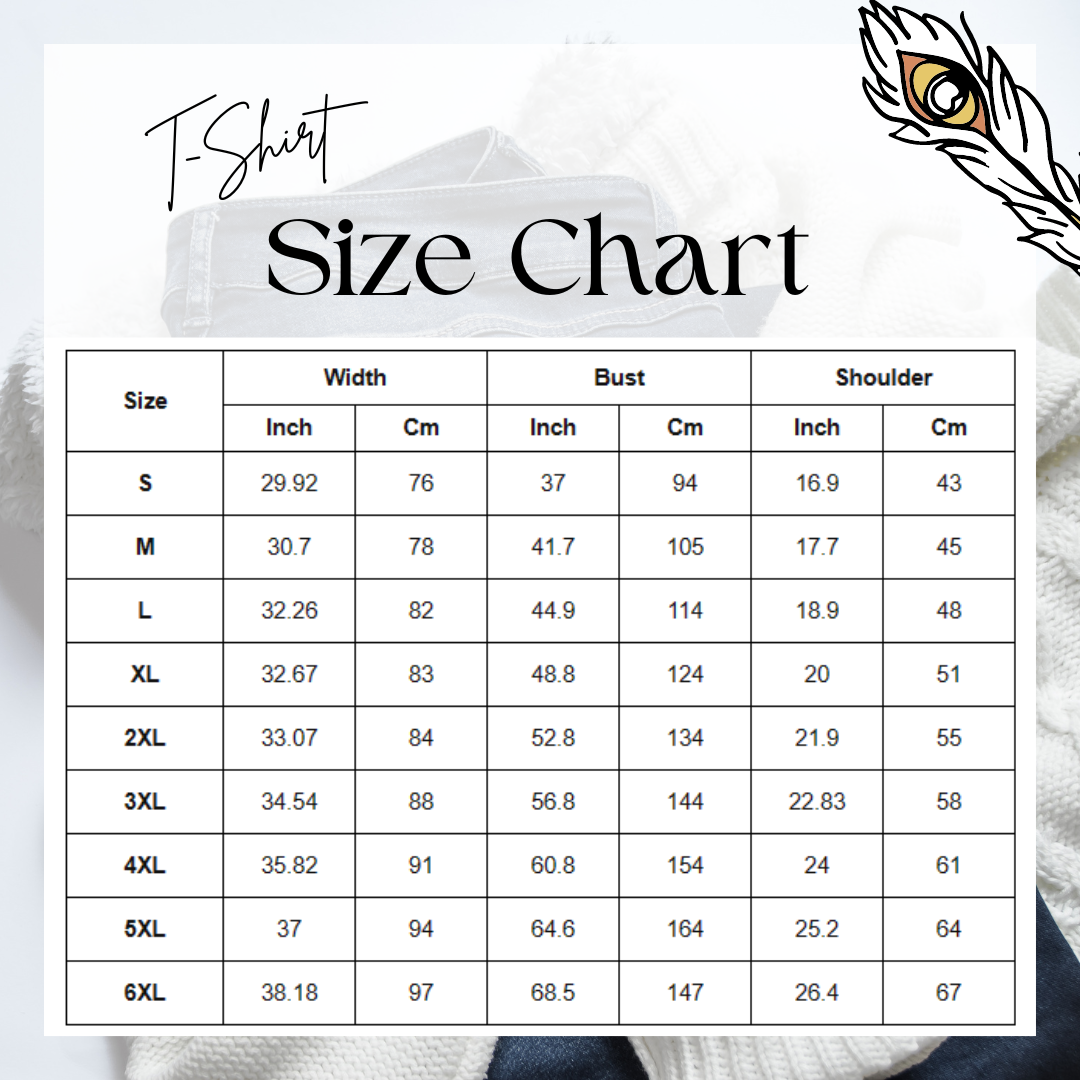 T-Shirt
Size Chart
Size Width Bust Shoulder
Inch Cm Inch Cm Inch Cm
S 29.92 76 37 94 16.9 43
M 30.7 78 41.7 105 17.7 45
L 32.26 82 44.9 114 18.9 48
XL 32.67 83 48.8 124 20 51
2XL 33.07 84 52.8 134 21.9 55
3XL 34.54 88 56.8 144 22.83 58
4XL 35.82 91 60.8 154 24 61
5XL 37 94 64.6 164 25.2 64
6XL 38.18 97 68.5 147 26.4 67